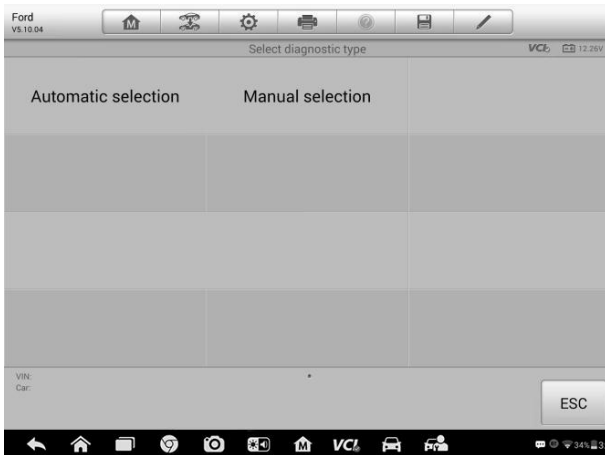 Ford
V5.10.04
M
Select diagnostic type
VCI
12.26V
Automatic selection
Manual selection
VIN:
Car:
ESC
M
VCI
34%